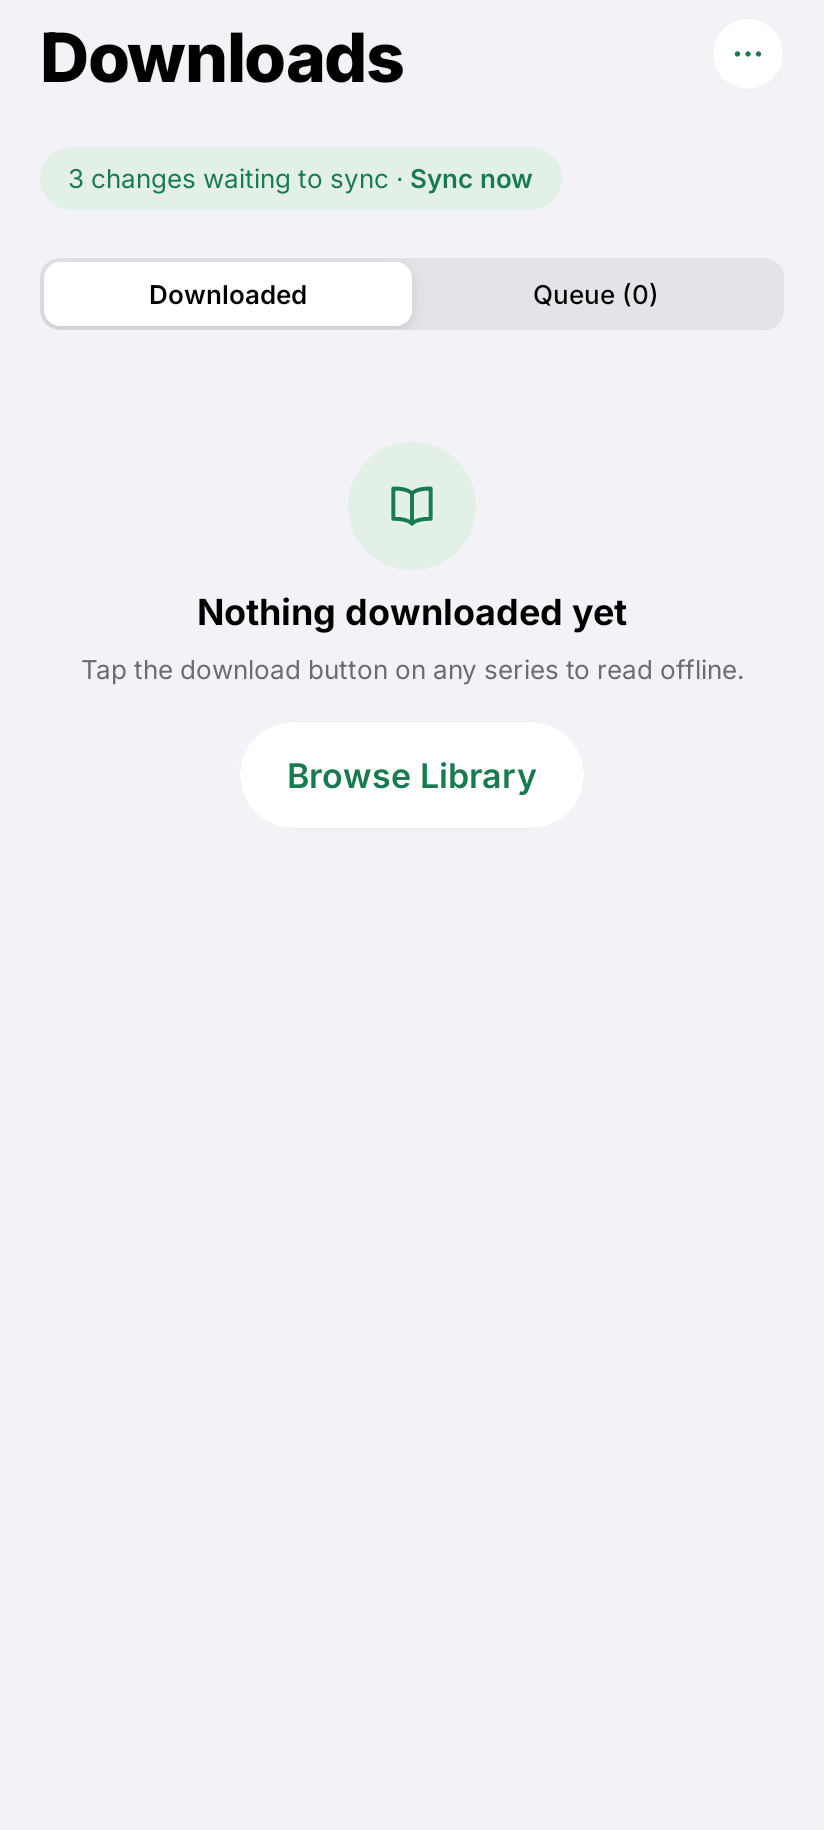 Downloads
3 changes waiting to sync · Sync now
Downloaded
Queue (0)
Nothing downloaded yet
Tap the download button on any series to read offline.
Browse Library